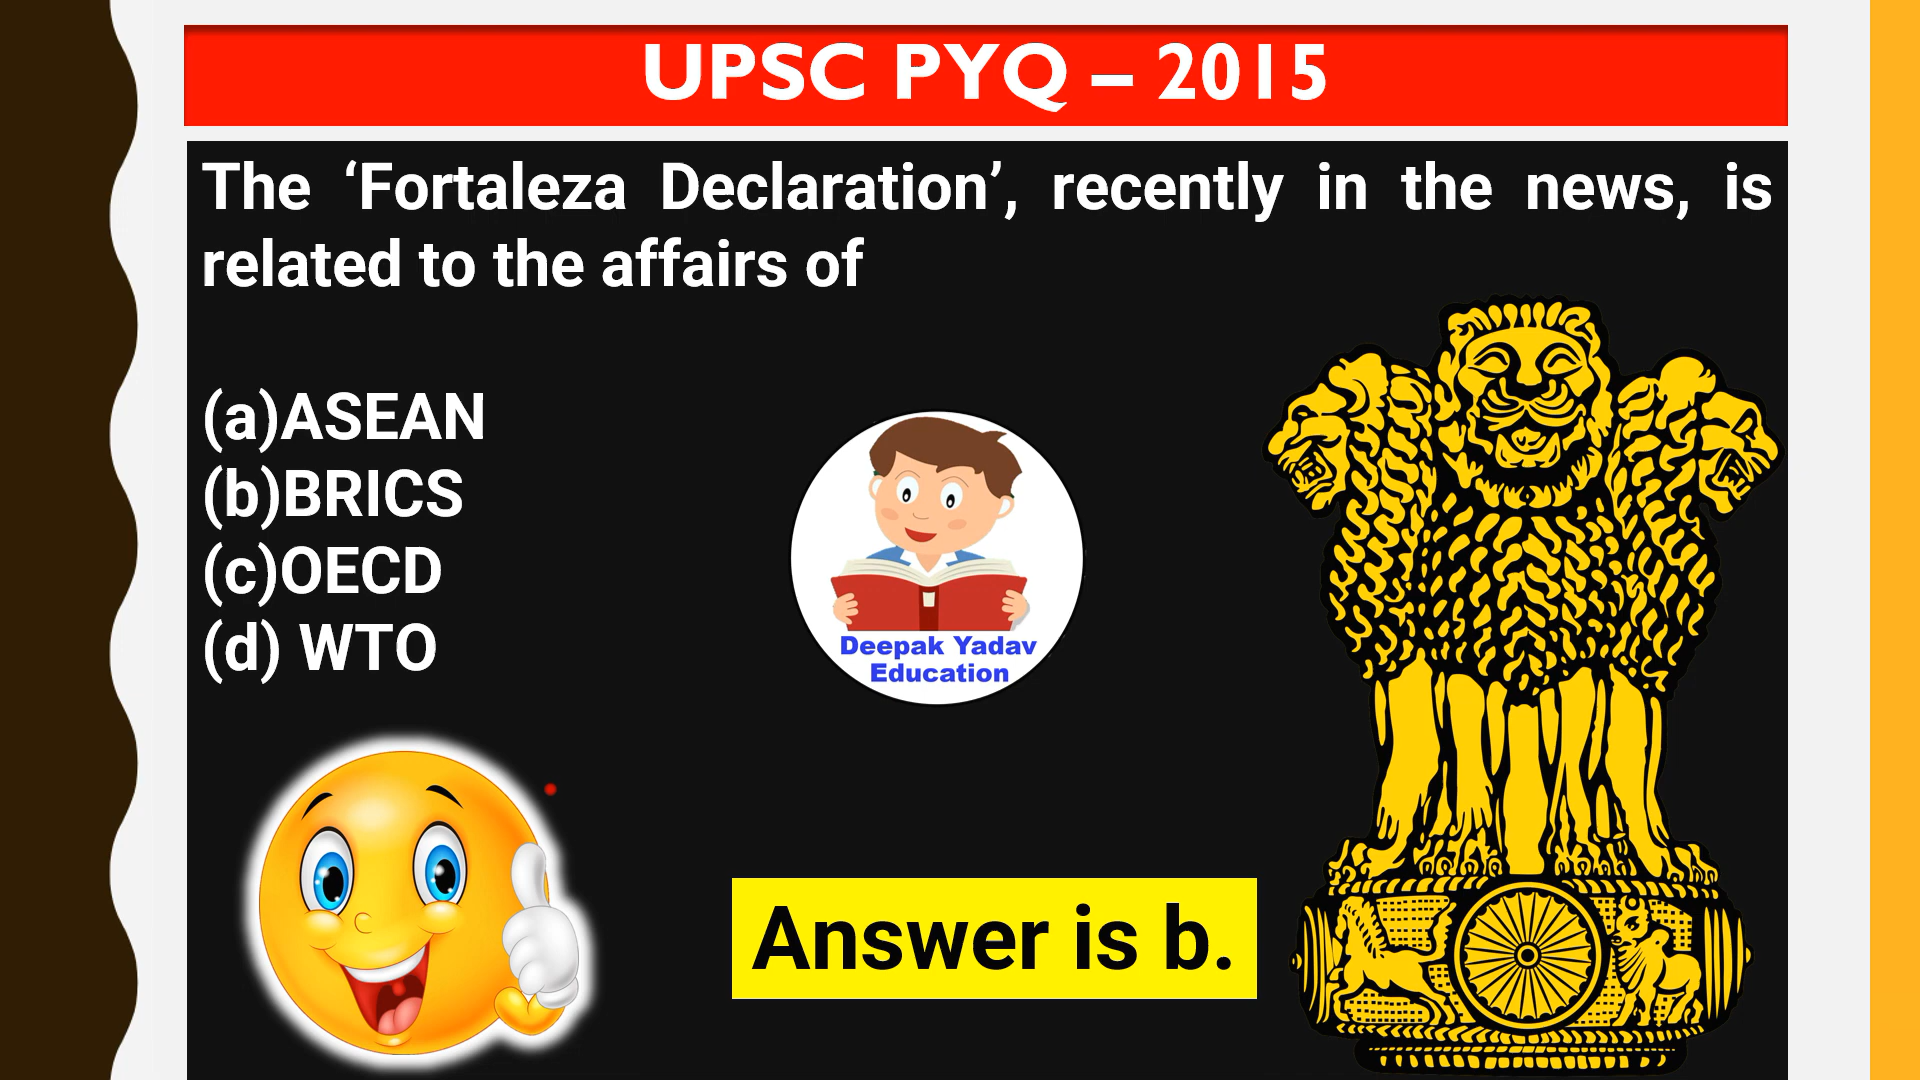 UPSC PYQ – 2015
The ‘Fortaleza Declaration’, recently in the news, is
related to the affairs of
(a)ASEAN
(b)BRICS
(c)OECD
(d) WTO
Deepak Yadav
Education
Answer is b.